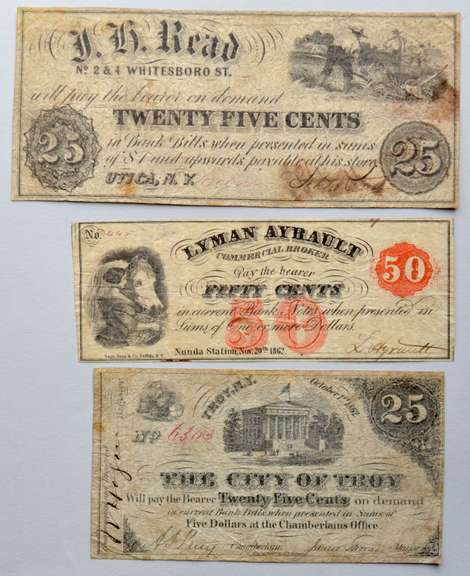 J. H. Read
No 2 & 4 WHITESBORO ST.
will pay the bearer on demand
TWENTY FIVE CENTS
in Bank Bills, when presented in sums
of $1 and upwards, payable at his store.
25
25
UTICA, N.Y.
No.
LYMAN AYRAULT
COMMERCIAL BROKER
Pay the bearer
50
FIFTY CENTS
50
in current Bank Notes when presented in
Sums of One or more Dollars.
Nunda Station, Nov. 20th 1862
L. Ayrault
TROY, N.Y.
October 1st 1862
25
No
THE CITY OF TROY
Will pay the Bearer Twenty Five Cents on demand
in current Bank Bills when presented in Sums of
Five Dollars at the Chamberlains Office.
Chamberlain
Mayor